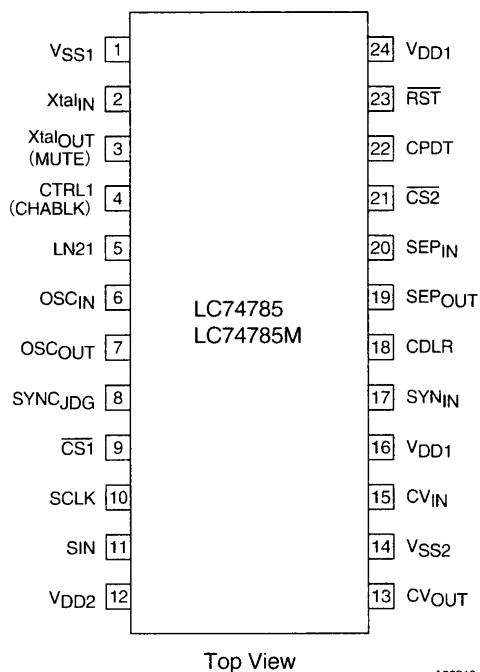 VSS1 1
XtalIN 2
XtalOUT 3
(MUTE)
CTRL1 4
(CHABLK)
LN21 5
OSCIN 6
OSCOUT 7
SYNCJDG 8
CS1 9
SCLK 10
SIN 11
VDD2 12
LC74785
LC74785M
24 VDD1
23 RST
22 CPDT
21 CS2
20 SEPIN
19 SEPOUT
18 CDLR
17 SYNIN
16 VDD1
15 CVIN
14 VSS2
13 CVOUT
Top View